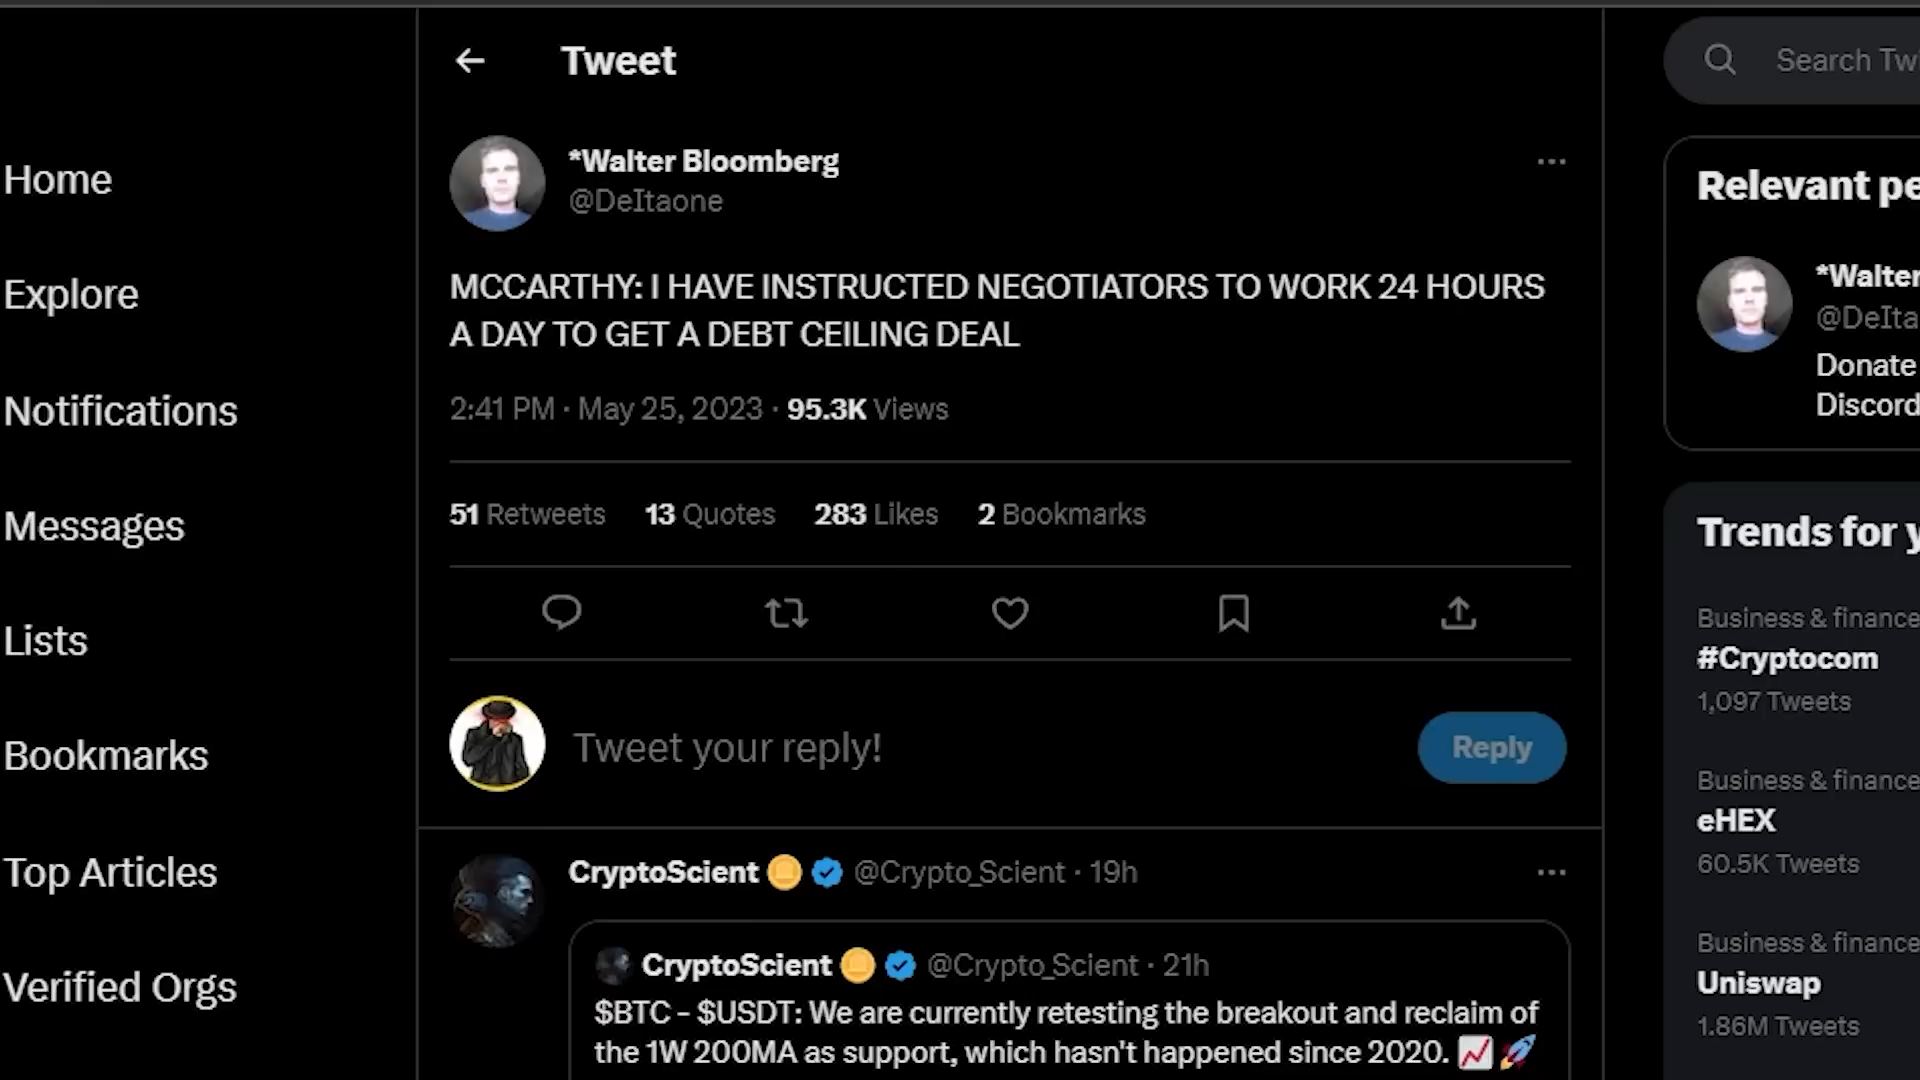 Home
Explore
Notifications
Messages
Lists
Bookmarks
Top Articles
Verified Orgs
Tweet
*Walter Bloomberg
@DeItaone
MCCARTHY: I HAVE INSTRUCTED NEGOTIATORS TO WORK 24 HOURS
A DAY TO GET A DEBT CEILING DEAL
2:41 PM · May 25, 2023 · 95.3K Views
51 Retweets 13 Quotes 283 Likes 2 Bookmarks
Tweet your reply!
Reply
CryptoScient @Crypto_Scient · 19h
CryptoScient @Crypto_Scient · 21h
$BTC - $USDT: We are currently retesting the breakout and reclaim of
the 1W 200MA as support, which hasn't happened since 2020. 📈🚀
Search Tw
Relevant pe
*Walter
@DeIta
Donate
Discord
Trends for y
Business & finance
#Cryptocom
1,097 Tweets
Business & finance
eHEX
60.5K Tweets
Business & finance
Uniswap
1.86M Tweets